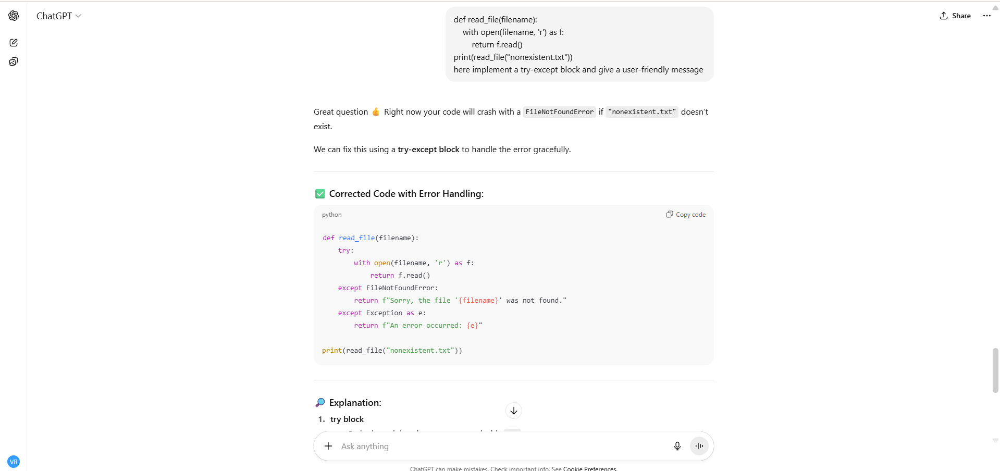 ChatGPT
Share
def read_file(filename):
    with open(filename, 'r') as f:
        return f.read()
print(read_file("nonexistent.txt"))
here implement a try-except block and give a user-friendly message
Great question 👍 Right now your code will crash with a FileNotFoundError if "nonexistent.txt" doesn’t
exist.
We can fix this using a try-except block to handle the error gracefully.
✅ Corrected Code with Error Handling:
python
Copy code
def read_file(filename):
    try:
        with open(filename, 'r') as f:
            return f.read()
    except FileNotFoundError:
        return f"Sorry, the file '{filename}' was not found."
    except Exception as e:
        return f"An error occurred: {e}"
print(read_file("nonexistent.txt"))
🔎 Explanation:
1. try block
Ask anything
VR
ChatGPT can make mistakes. Check important info. See Cookie Preferences.